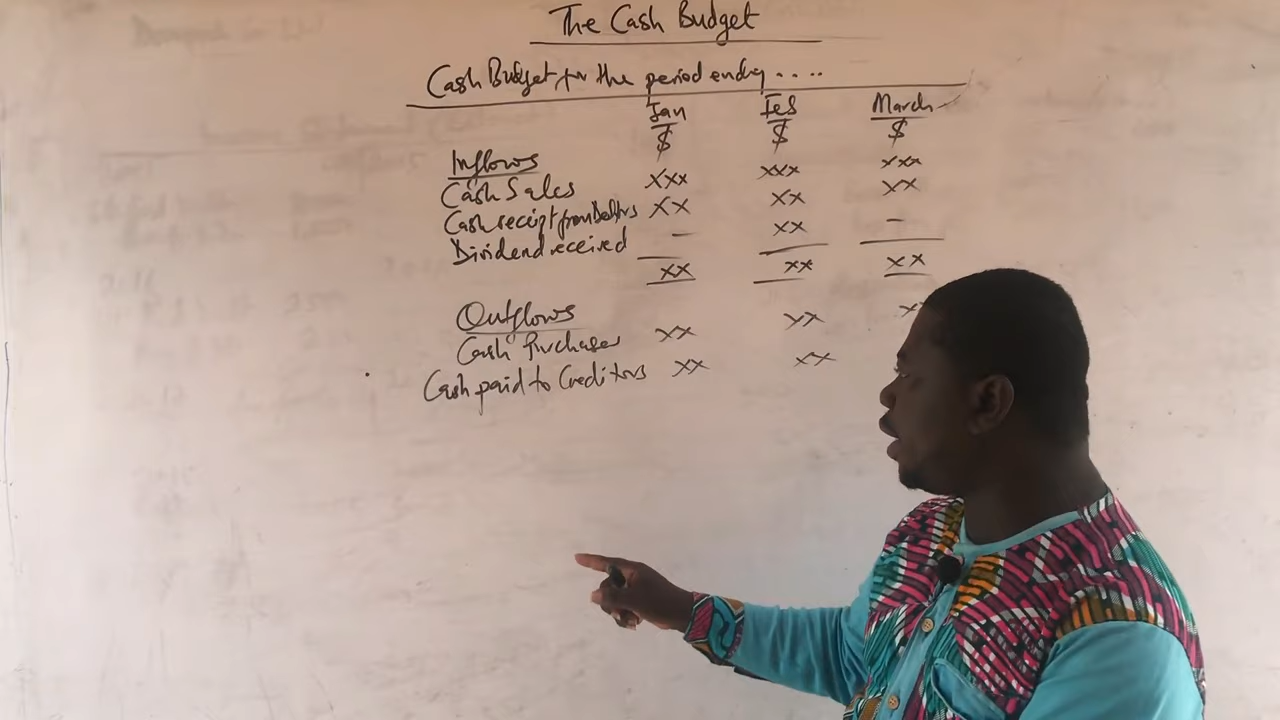 The Cash Budget
Cash Budget for the period ending ....
Jan Feb March
$ $ $
Inflows
Cash Sales xxx xxx xxx
Cash receipt from Debtors xx xx xx
Dividend received - xx -
xx xx xx
Outflows
Cash Purchases xx xx
Cash paid to Creditors xx xx